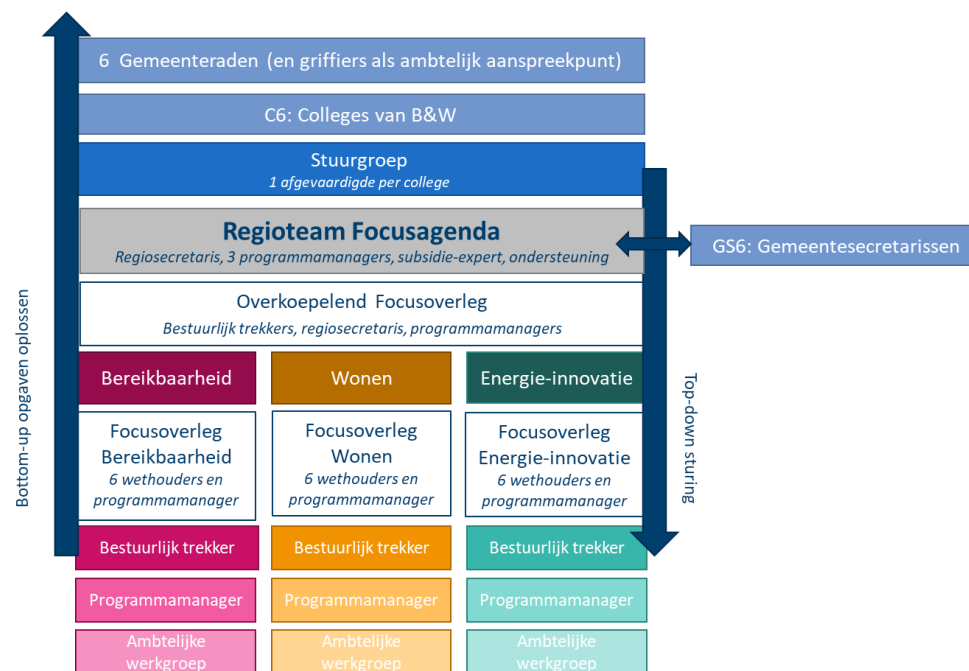 6 Gemeenteraden (en griffiers als ambtelijk aanspreekpunt)
C6: Colleges van B&W
Stuurgroep
1 afgevaardigde per college
Regioteam Focusagenda
Regiosecretaris, 3 programmamanagers, subsidie-expert, ondersteuning
GS6: Gemeentesecretarissen
Overkoepelend Focusoverleg
Bestuurlijk trekkers, regiosecretaris, programmamanagers
Bereikbaarheid
Wonen
Energie-innovatie
Focusoverleg
Bereikbaarheid
6 wethouders en
programmamanager
Focusoverleg
Wonen
6 wethouders en
programmamanager
Focusoverleg
Energie-innovatie
6 wethouders en
programmamanager
Bestuurlijk trekker
Bestuurlijk trekker
Bestuurlijk trekker
Programmamanager
Programmamanager
Programmamanager
Ambtelijke
werkgroep
Ambtelijke
werkgroep
Ambtelijke
werkgroep
Bottom-up opgaven oplossen
Top-down sturing